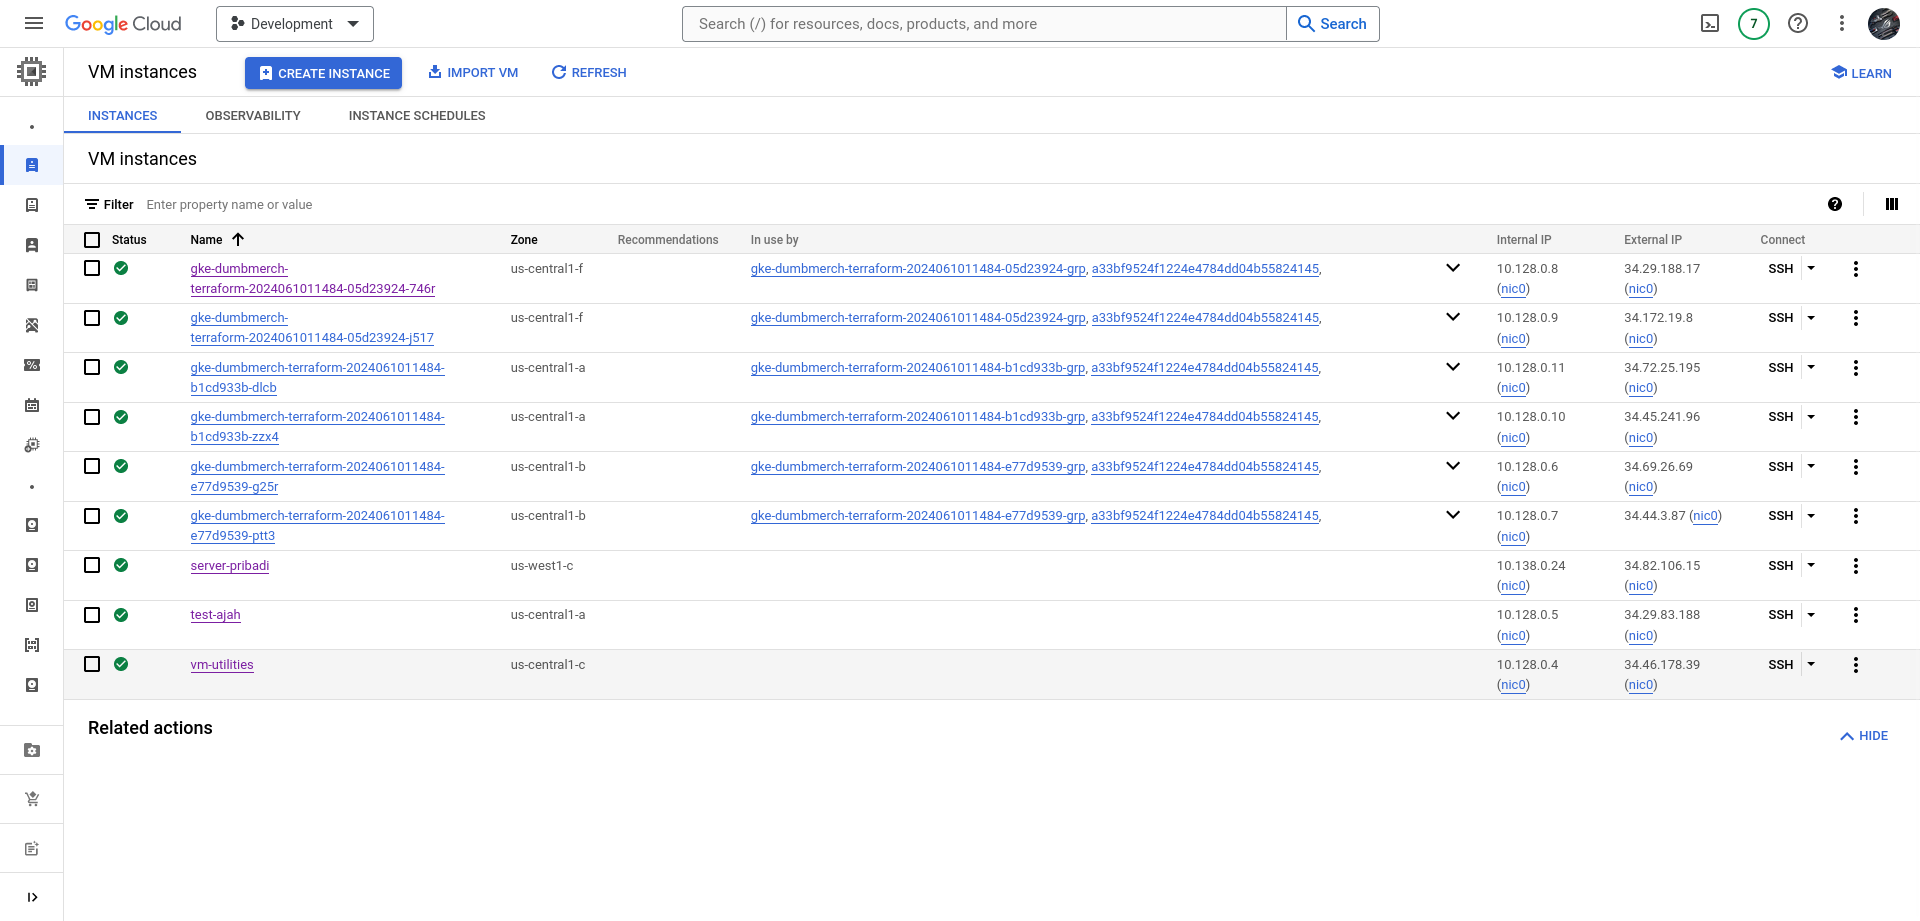 Google Cloud
Development
Search (/) for resources, docs, products, and more
Search
7
VM instances
CREATE INSTANCE
IMPORT VM
REFRESH
LEARN
INSTANCES
OBSERVABILITY
INSTANCE SCHEDULES
VM instances
Filter Enter property name or value
Status Name Zone Recommendations In use by Internal IP External IP Connect
gke-dumbmerch- us-central1-f gke-dumbmerch-terraform-2024061011484-05d23924-grp, a33bf9524f1224e4784dd04b55824145, 10.128.0.8 34.29.188.17 SSH
terraform-2024061011484-05d23924-746r (nic0) (nic0)
gke-dumbmerch- us-central1-f gke-dumbmerch-terraform-2024061011484-05d23924-grp, a33bf9524f1224e4784dd04b55824145, 10.128.0.9 34.172.19.8 SSH
terraform-2024061011484-05d23924-j517 (nic0) (nic0)
gke-dumbmerch-terraform-2024061011484- us-central1-a gke-dumbmerch-terraform-2024061011484-b1cd933b-grp, a33bf9524f1224e4784dd04b55824145, 10.128.0.11 34.72.25.195 SSH
b1cd933b-dlcb (nic0) (nic0)
gke-dumbmerch-terraform-2024061011484- us-central1-a gke-dumbmerch-terraform-2024061011484-b1cd933b-grp, a33bf9524f1224e4784dd04b55824145, 10.128.0.10 34.45.241.96 SSH
b1cd933b-zzx4 (nic0) (nic0)
gke-dumbmerch-terraform-2024061011484- us-central1-b gke-dumbmerch-terraform-2024061011484-e77d9539-grp, a33bf9524f1224e4784dd04b55824145, 10.128.0.6 34.69.26.69 SSH
e77d9539-g25r (nic0) (nic0)
gke-dumbmerch-terraform-2024061011484- us-central1-b gke-dumbmerch-terraform-2024061011484-e77d9539-grp, a33bf9524f1224e4784dd04b55824145, 10.128.0.7 34.44.3.87 (nic0) SSH
e77d9539-ptt3 (nic0)
server-pribadi us-west1-c 10.138.0.24 34.82.106.15 SSH
(nic0) (nic0)
test-ajah us-central1-a 10.128.0.5 34.29.83.188 SSH
(nic0) (nic0)
vm-utilities us-central1-c 10.128.0.4 34.46.178.39 SSH
(nic0) (nic0)
Related actions
HIDE